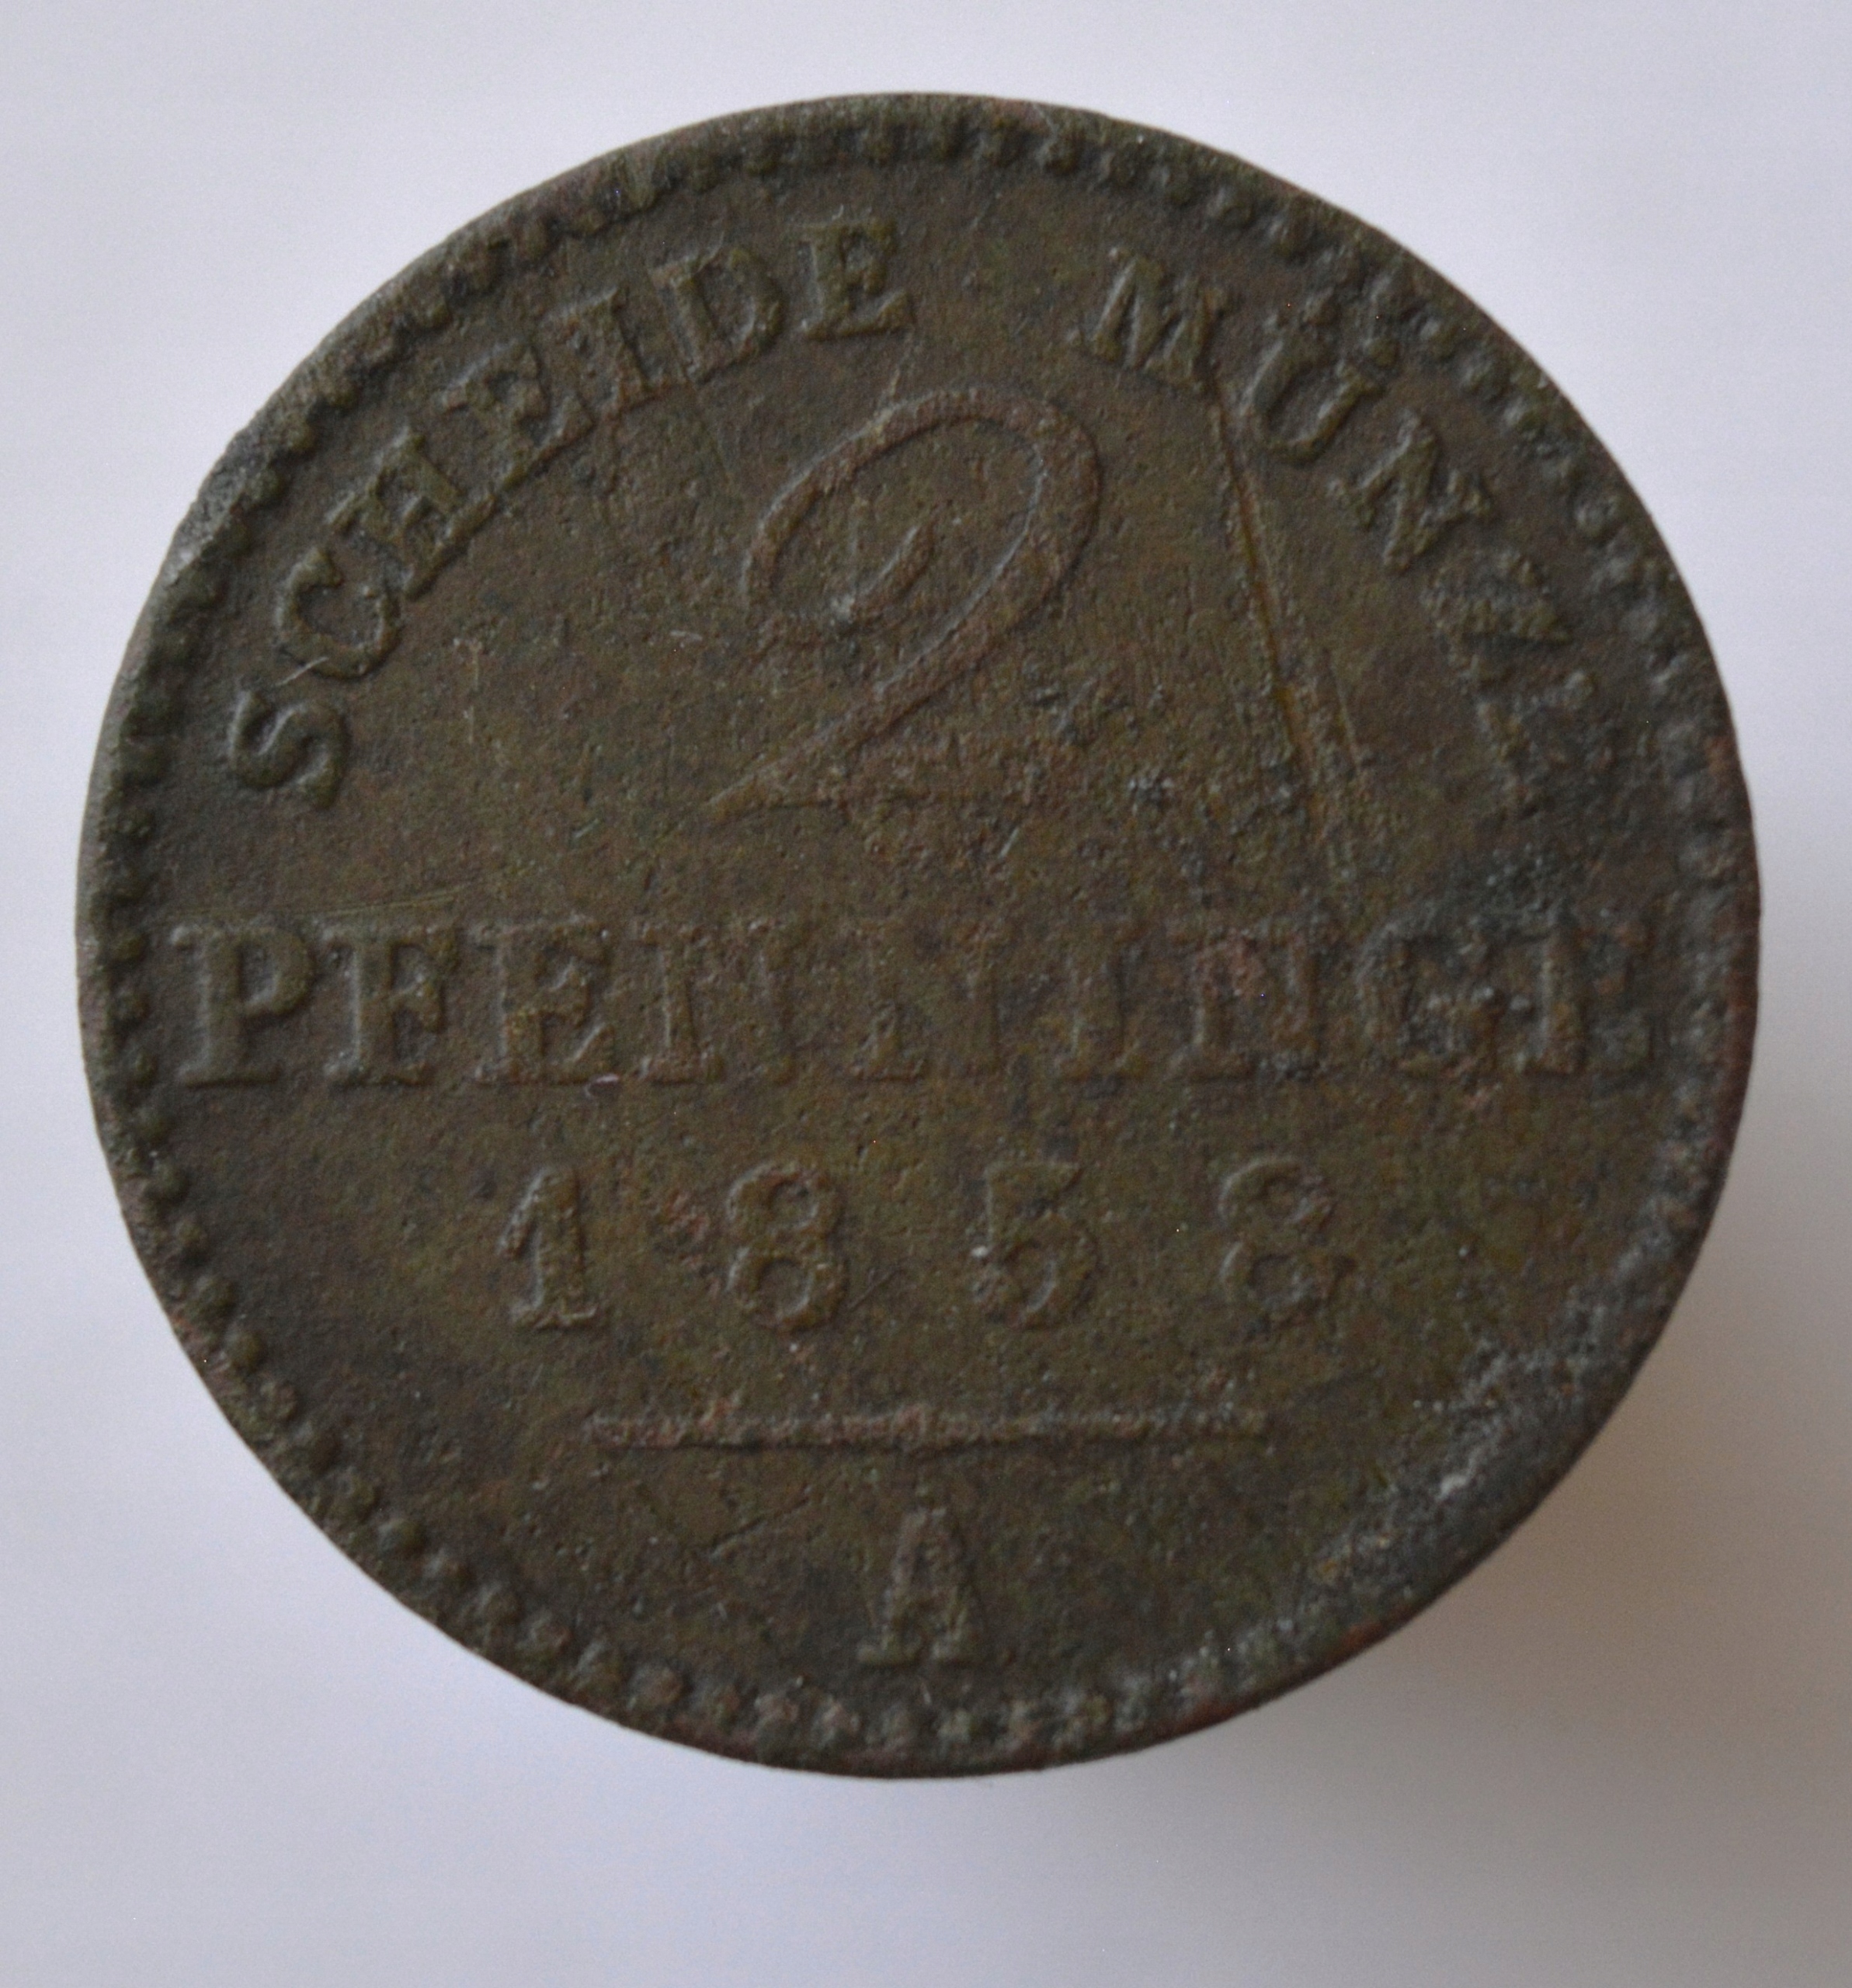 SCHEIDE MÜNZE
2
PFENNINGE
1858
A